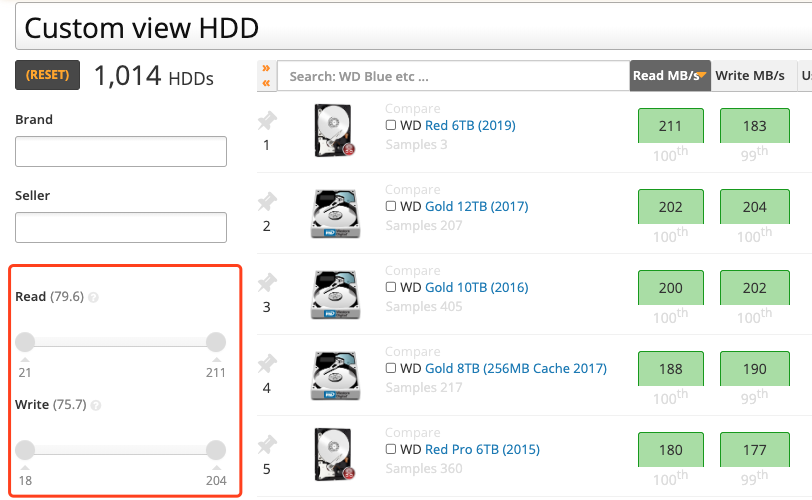 Custom view HDD
(RESET) 1,014 HDDs
Brand
Seller
Read (79.6) ?
21 211
Write (75.7) ?
18 204
Search: WD Blue etc ... Read MB/s Write MB/s U
1
Compare
WD Red 6TB (2019)
Samples 3
211 183
100th 99th
2
Compare
WD Gold 12TB (2017)
Samples 207
202 204
100th 100th
3
Compare
WD Gold 10TB (2016)
Samples 405
200 202
100th 100th
4
Compare
WD Gold 8TB (256MB Cache 2017)
Samples 217
188 190
100th 99th
5
Compare
WD Red Pro 6TB (2015)
Samples 360
180 177
100th 99th